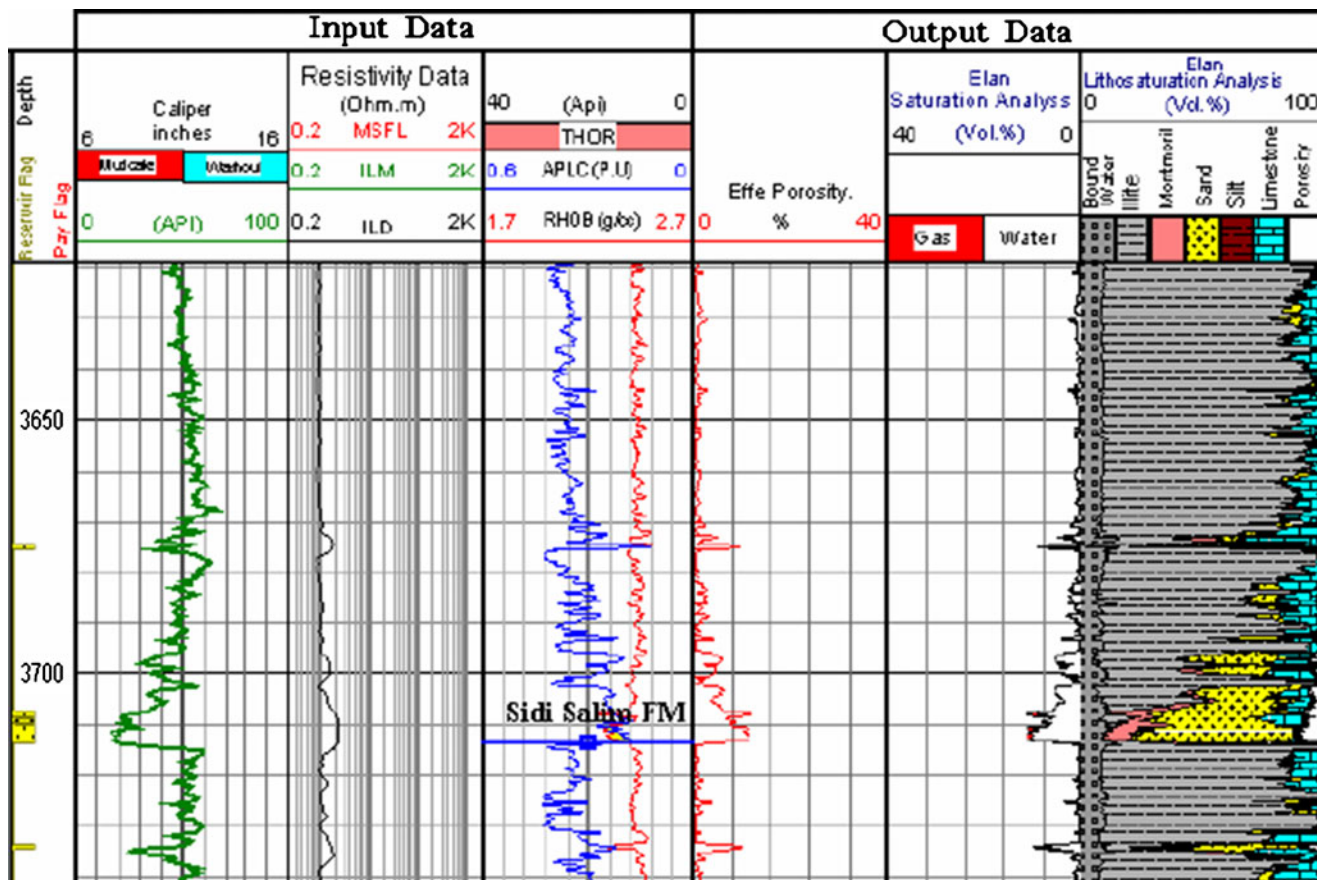 Input Data
Output Data
Depth
Reservoir Flag
Pay Flag
Caliper
inches
6 16
Mudcake Washout
0 (API) 100
Resistivity Data
(Ohm.m)
0.2 MSFL 2K
0.2 ILM 2K
0.2 ILD 2K
40 (Api) 0
THOR
0.6 APLC (P.U) 0
1.7 RHOB (g/cc) 2.7
Effe Porosity.
0 % 40
Elan
Saturation Analysis
40 (Vol.%) 0
Gas Water
Elan
Lithosaturation Analysis
0 (Vol.%) 100
Bound
Water
Illite
Montmoril
Sand
Silt
Limestone
Porosity
3650
3700
Sidi Salim FM